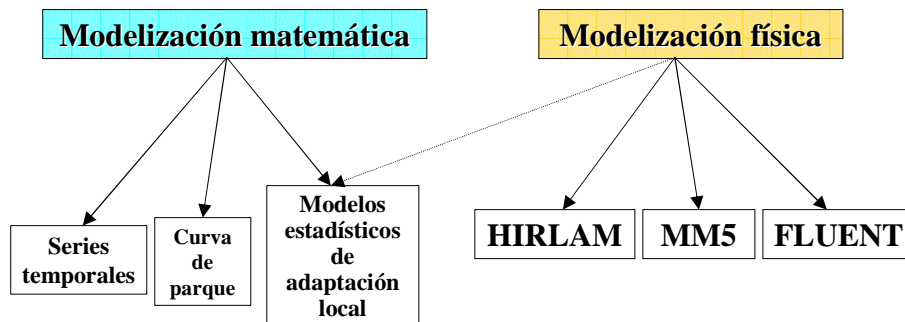 Modelización matemática
Modelización física
Series
temporales
Curva
de
parque
Modelos
estadísticos
de
adaptación
local
HIRLAM
MM5
FLUENT